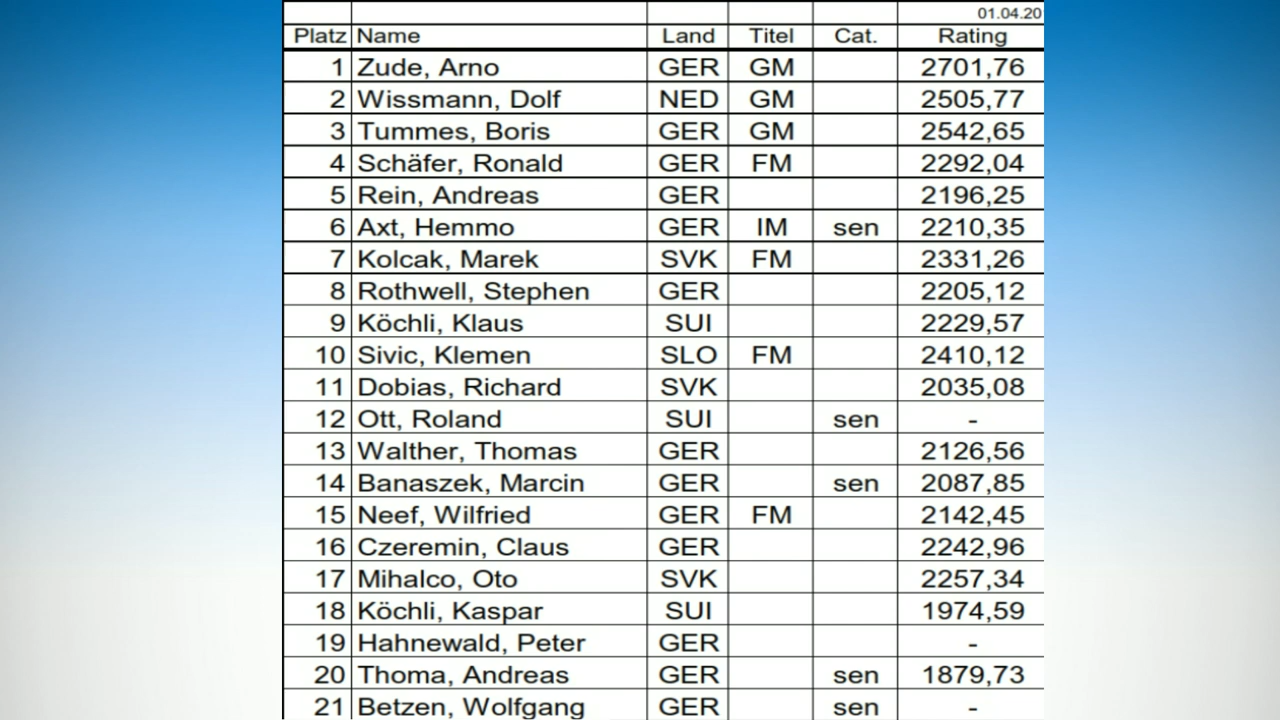 01.04.20
Platz Name Land Titel Cat. Rating
1 Zude, Arno GER GM 2701,76
2 Wissmann, Dolf NED GM 2505,77
3 Tummes, Boris GER GM 2542,65
4 Schäfer, Ronald GER FM 2292,04
5 Rein, Andreas GER 2196,25
6 Axt, Hemmo GER IM sen 2210,35
7 Kolcak, Marek SVK FM 2331,26
8 Rothwell, Stephen GER 2205,12
9 Köchli, Klaus SUI 2229,57
10 Sivic, Klemen SLO FM 2410,12
11 Dobias, Richard SVK 2035,08
12 Ott, Roland SUI sen -
13 Walther, Thomas GER 2126,56
14 Banaszek, Marcin GER sen 2087,85
15 Neef, Wilfried GER FM 2142,45
16 Czeremin, Claus GER 2242,96
17 Mihalco, Oto SVK 2257,34
18 Köchli, Kaspar SUI 1974,59
19 Hahnewald, Peter GER -
20 Thoma, Andreas GER sen 1879,73
21 Betzen, Wolfgang GER sen -